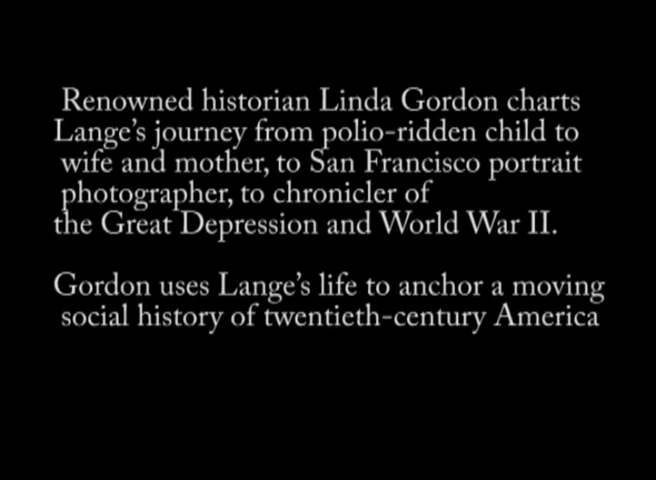 Renowned historian Linda Gordon charts
Lange's journey from polio-ridden child to
wife and mother, to San Francisco portrait
photographer, to chronicler of
the Great Depression and World War II.
Gordon uses Lange's life to anchor a moving
social history of twentieth-century America